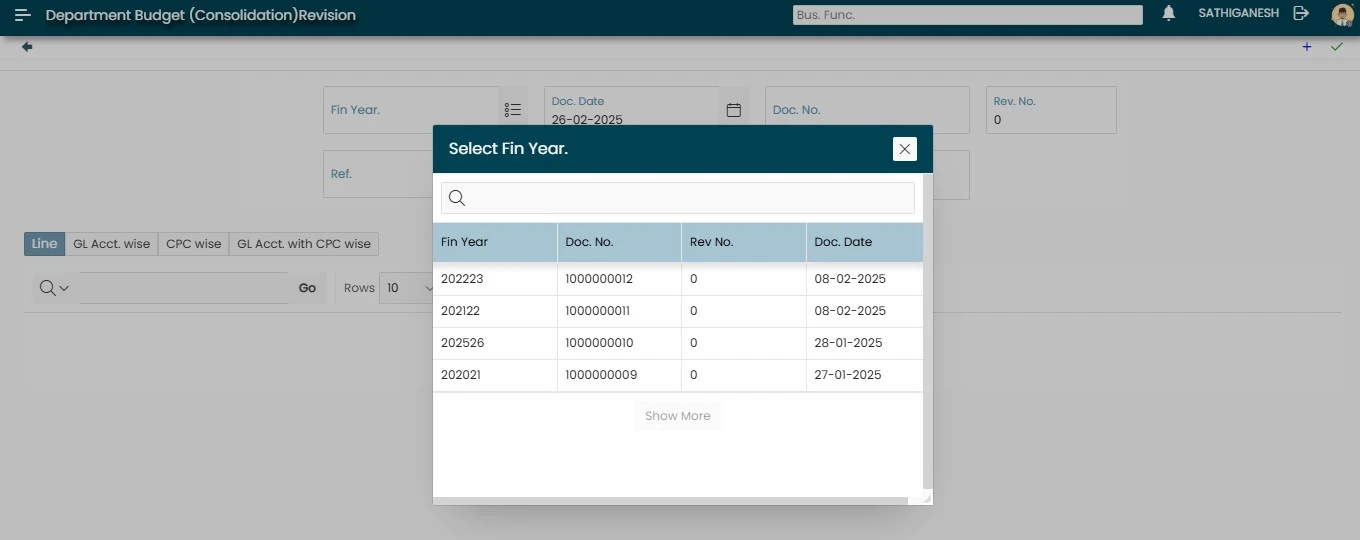 Department Budget (Consolidation)Revision
Bus. Func.
SATHIGANESH
Fin Year.
Doc. Date
26-02-2025
Doc. No.
Rev. No.
0
Ref.
Select Fin Year.
Line GL Acct. wise CPC wise GL Acct. with CPC wise
Go Rows 10
Fin Year Doc. No. Rev No. Doc. Date
202223 1000000012 0 08-02-2025
202122 1000000011 0 08-02-2025
202526 1000000010 0 28-01-2025
202021 1000000009 0 27-01-2025
Show More